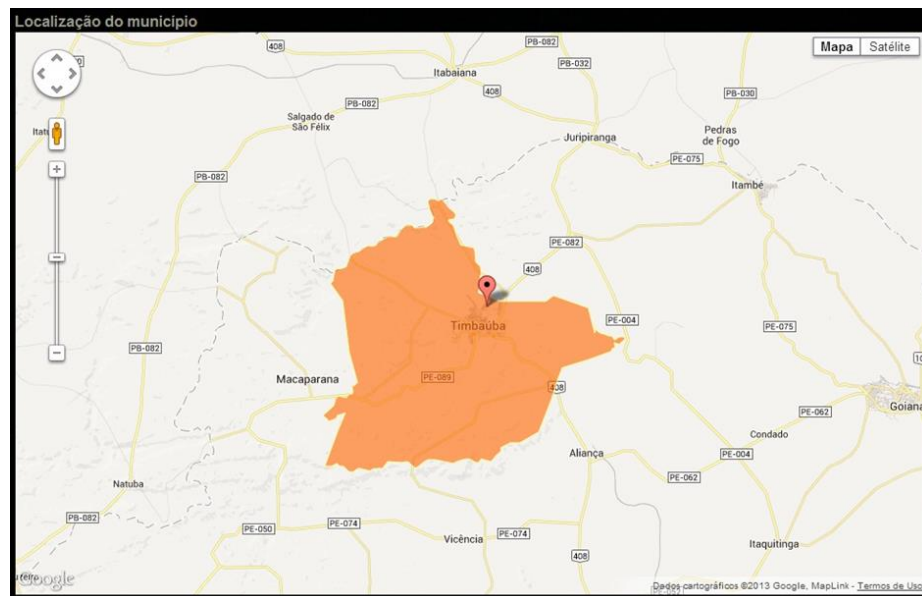 Localização do município
Mapa
Satélite
408
PB-082
PB-032
Itabaiana
408
PB-082
PB-030
Salgado de
São Félix
Pedras
de Fogo
Juripiranga
PE-075
PB-082
Itambé
PE-082
408
PE-004
PE-075
Timbaúba
PB-082
Macaparana
PE-089
408
Goiana
PE-062
Condado
PE-004
Aliança
PE-062
Natuba
PB-082
PE-050
PE-074
Vicência
PE-074
Itaquitinga
408
Google
Dados cartográficos ©2013 Google, MapLink - Termos de Uso
PE-052